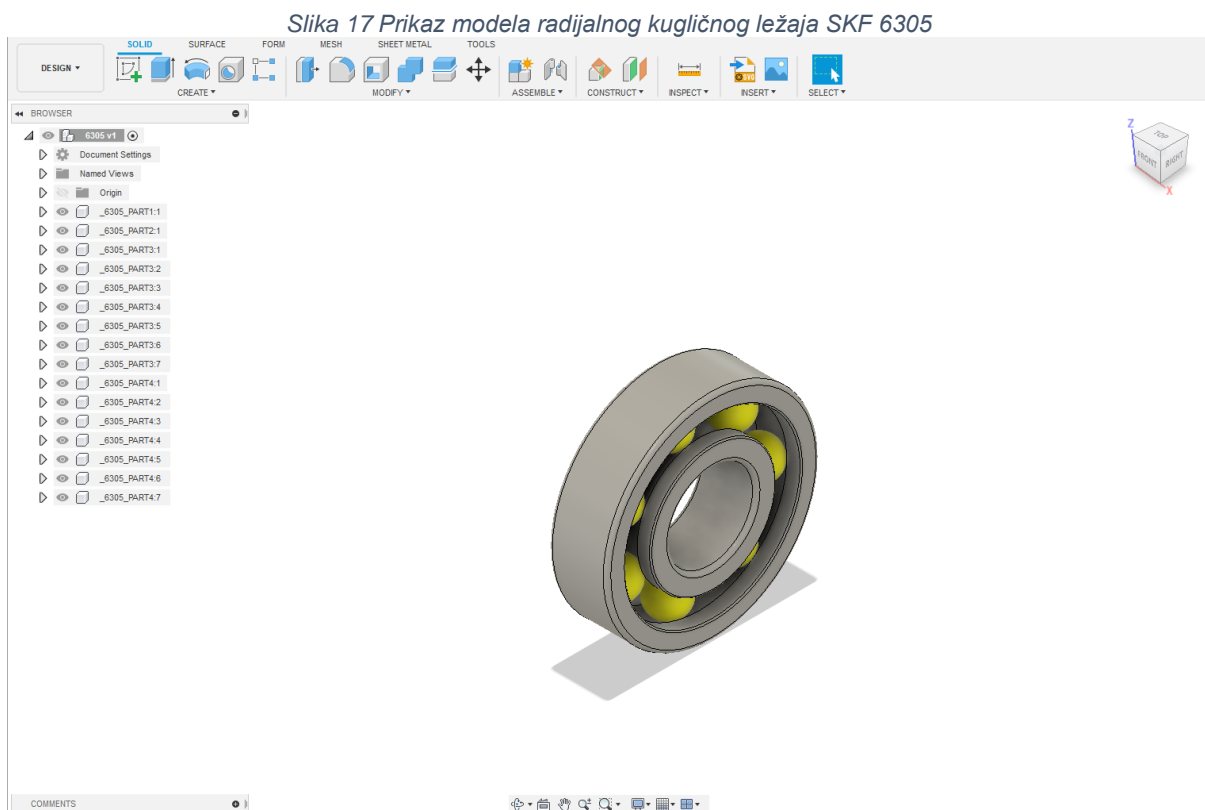 Slika 17 Prikaz modela radijalnog kugličnog ležaja SKF 6305
SOLID SURFACE FORM MESH SHEET METAL TOOLS
DESIGN
CREATE MODIFY ASSEMBLE CONSTRUCT INSPECT INSERT SELECT
BROWSER
6305 v1
Document Settings
Named Views
Origin
_6305_PART1:1
_6305_PART2:1
_6305_PART3:1
_6305_PART3:2
_6305_PART3:3
_6305_PART3:4
_6305_PART3:5
_6305_PART3:6
_6305_PART3:7
_6305_PART4:1
_6305_PART4:2
_6305_PART4:3
_6305_PART4:4
_6305_PART4:5
_6305_PART4:6
_6305_PART4:7
Z
TOP
FRONT RIGHT
X
COMMENTS